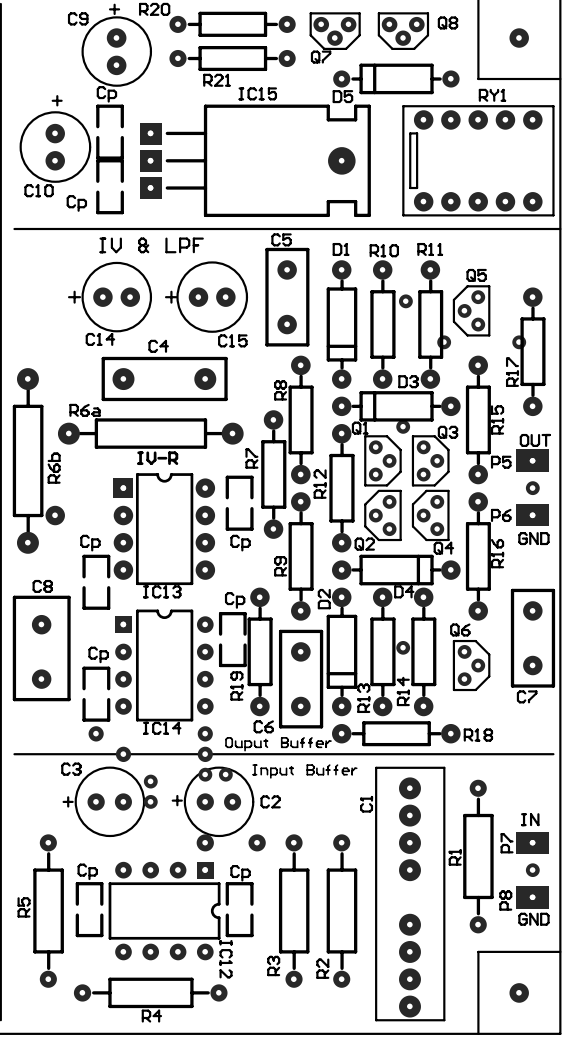 C9
R20
Q7
Q8
+
R21
Cp
IC15
D5
RY1
+
C10
Cp
IV & LPF
C5
D1
R10
R11
Q5
+
+
C14
C15
R17
C4
D3
R8
R6a
R15
Q1
Q3
OUT
IV-R
R6b
R7
R12
P5
P6
Cp
Q2
Q4
GND
Cp
R9
R16
C8
IC13
D2
D4
Cp
Q6
Cp
R19
R13
R14
C7
IC14
C6
R18
Ouput Buffer
C3
Input Buffer
+
+
C2
C1
IN
P7
R1
Cp
Cp
R5
P8
GND
IC12
R3
R2
R4